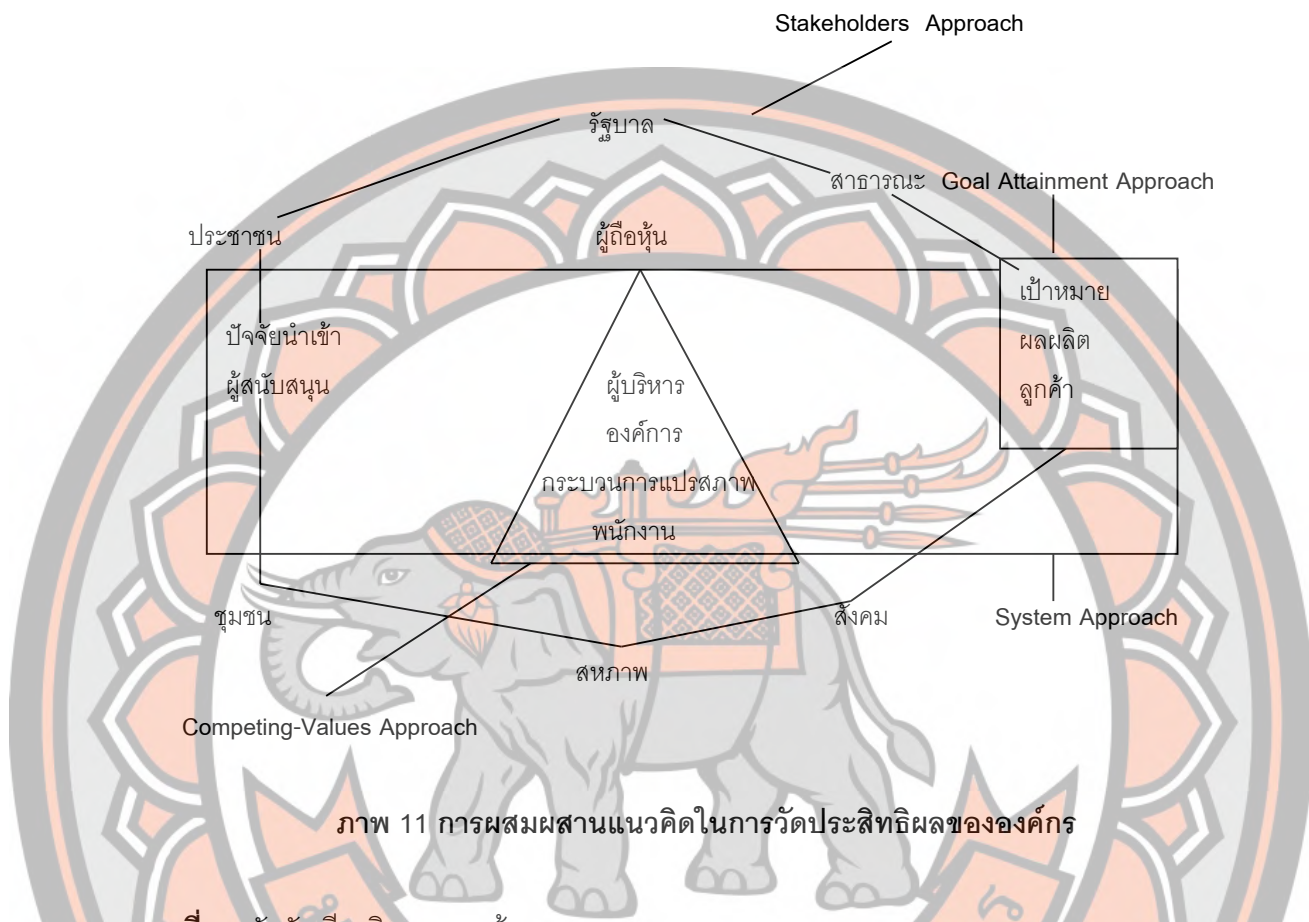 Stakeholders Approach
รัฐบาล
สาธารณะ Goal Attainment Approach
ประชาชน
ผู้ถือหุ้น
เป้าหมาย
ปัจจัยนำเข้า
ผลผลิต
ผู้สนับสนุน
ผู้บริหาร
ลูกค้า
องค์การ
กระบวนการแปรสภาพ
พนักงาน
ชุมชน
สังคม
System Approach
สหภาพ
Competing-Values Approach
ภาพ 11 การผสมผสานแนวคิดในการวัดประสิทธิผลขององค์กร